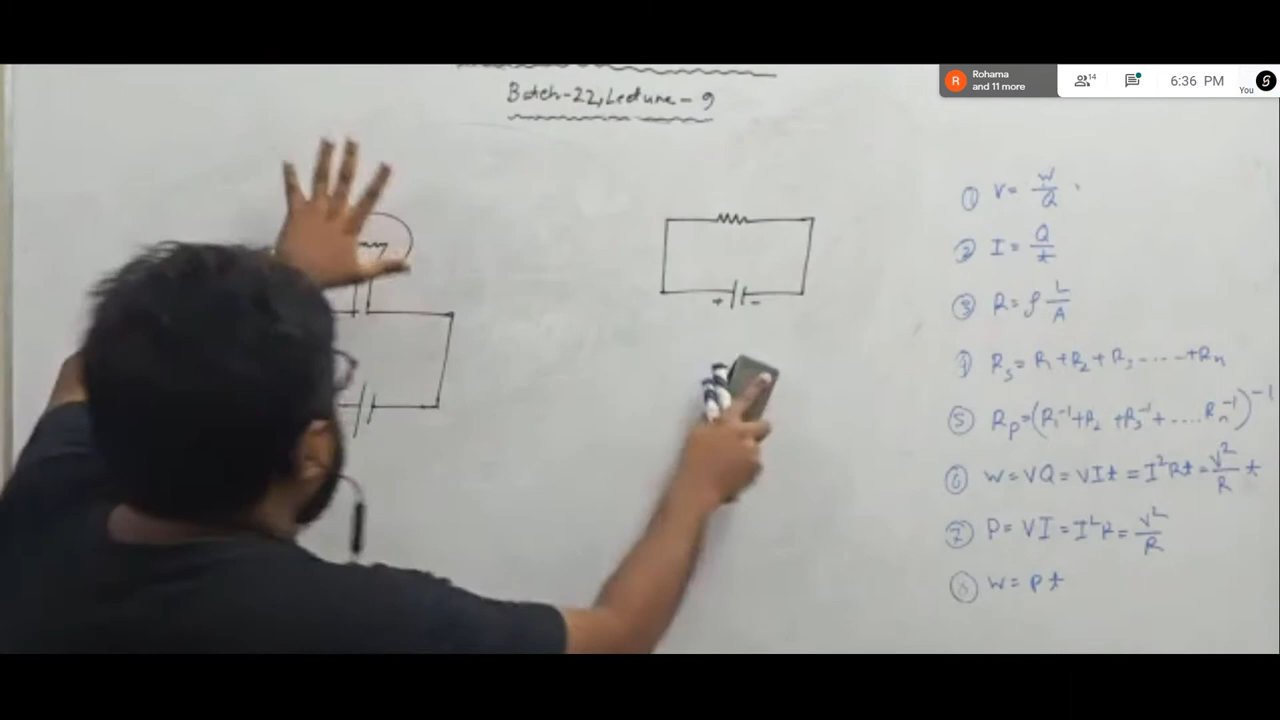 Rohama
and 11 more
14
6:36 PM
You
Batch-22, Lecture-9
① V = W/Q
② I = Q/t
③ R = ρ L/A
④ Rs = R1 + R2 + R3 ..... + Rn
⑤ Rp = (R1⁻¹ + R2 + R3⁻¹ + .... Rn⁻¹)⁻¹
⑥ W = VQ = VIt = I²Rt = V²/R t
⑦ P = VI = I²R = V²/R
⑧ W = Pt
+ -